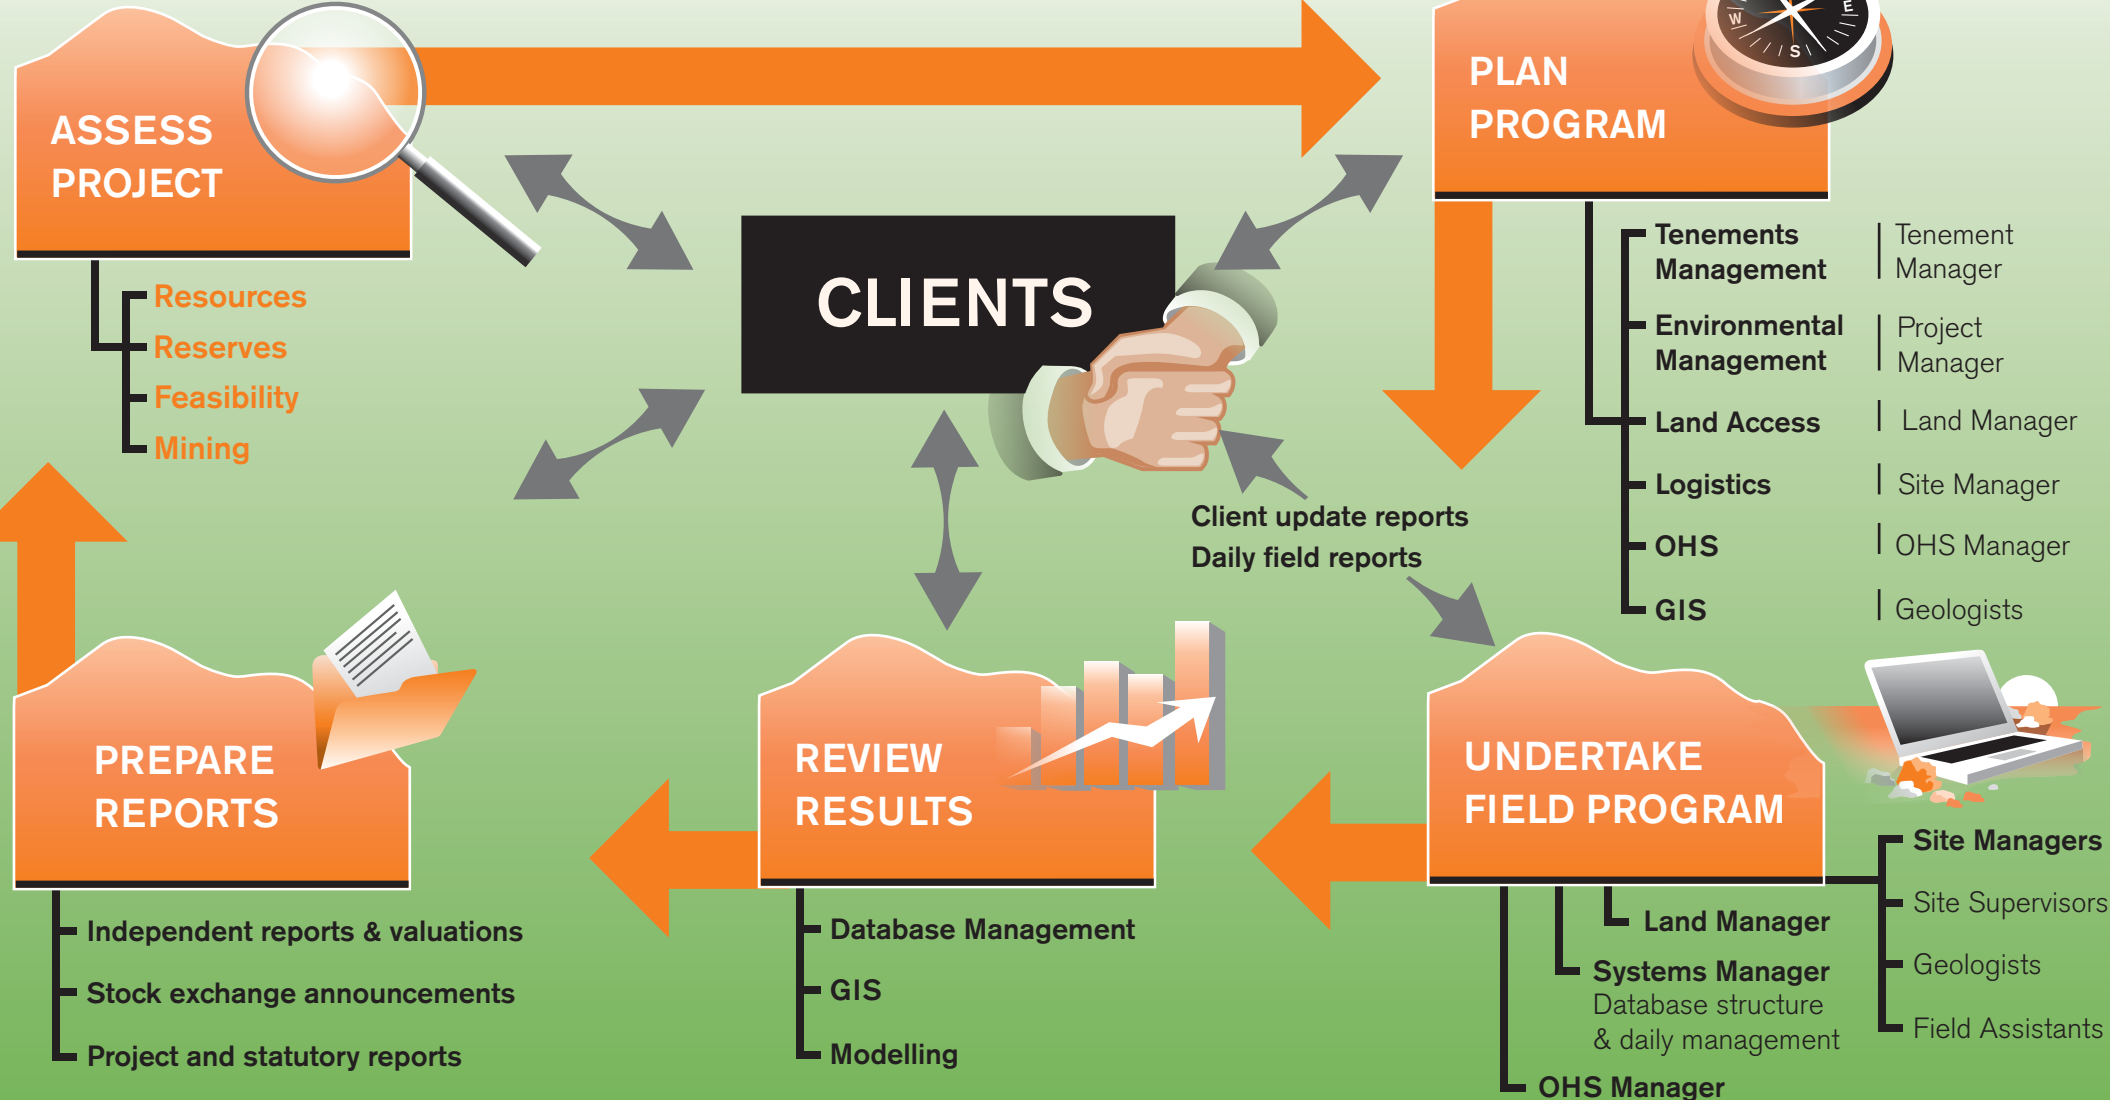 ASSESS
PROJECT
Resources
Reserves
Feasibility
Mining
W
E
S
PLAN
PROGRAM
Tenements
Management
Tenement
Manager
Environmental
Management
Project
Manager
Land Access
Land Manager
Logistics
Site Manager
OHS
OHS Manager
GIS
Geologists
CLIENTS
Client update reports
Daily field reports
UNDERTAKE
FIELD PROGRAM
Site Managers
Site Supervisors
Geologists
Field Assistants
Land Manager
Systems Manager
Database structure
& daily management
OHS Manager
REVIEW
RESULTS
Database Management
GIS
Modelling
PREPARE
REPORTS
Independent reports & valuations
Stock exchange announcements
Project and statutory reports